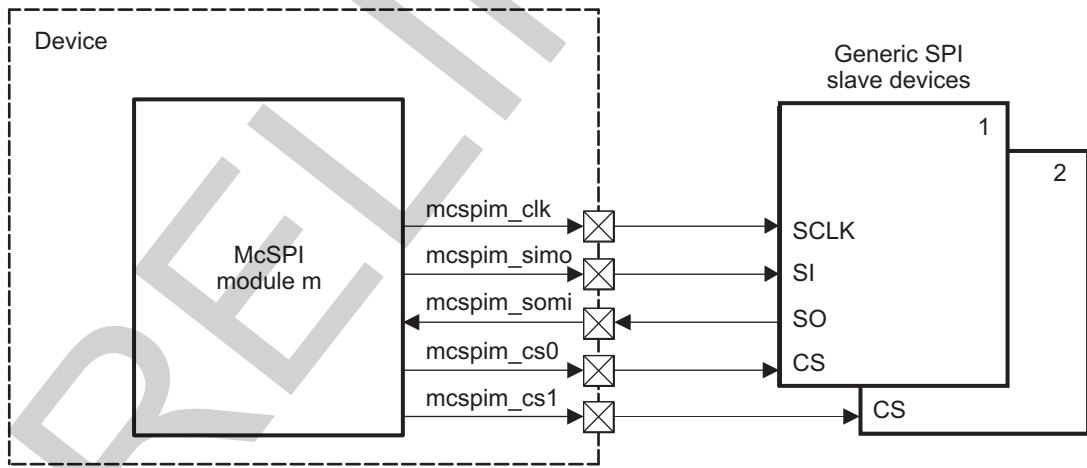 Device
Generic SPI
slave devices
1
2
McSPI
module m
mcspim_clk
mcspim_simo
mcspim_somi
mcspim_cs0
mcspim_cs1
SCLK
SI
SO
CS
CS